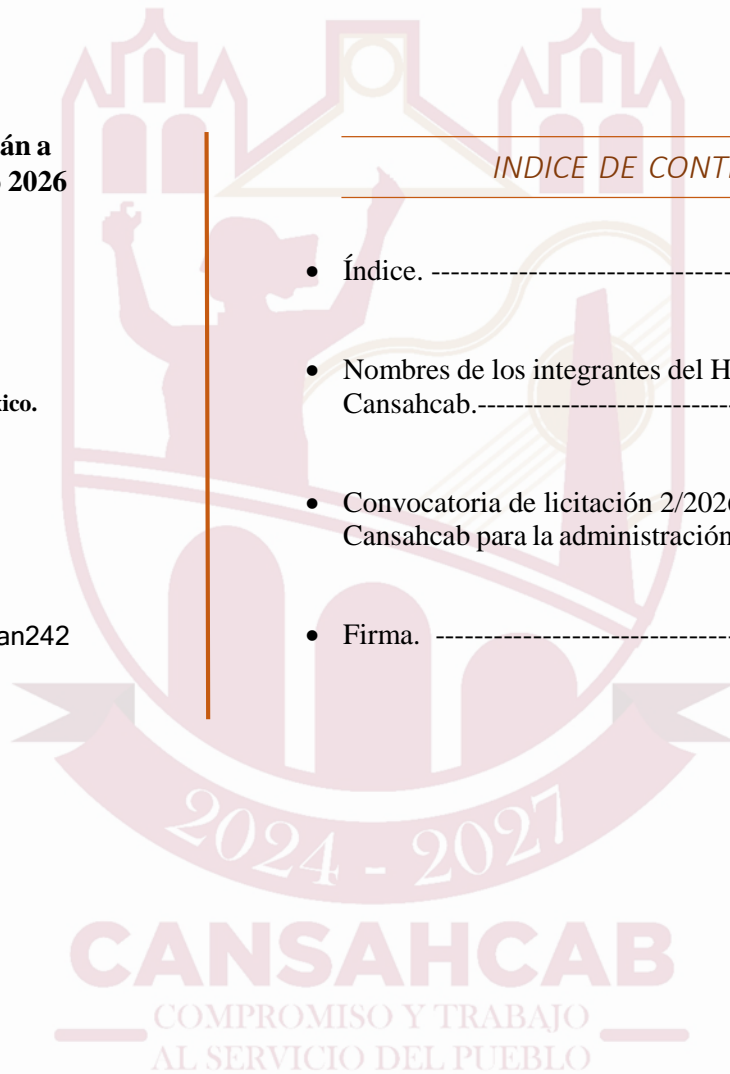 án a
2026
ico.
an242
INDICE DE CONT
• Índice. --------------------------------
• Nombres de los integrantes del H
Cansahcab.----------------------------
• Convocatoria de licitación 2/202
Cansahcab para la administración
• Firma. --------------------------------
2024 - 2027
CANSAHCAB
COMPROMISO Y TRABAJO
AL SERVICIO DEL PUEBLO